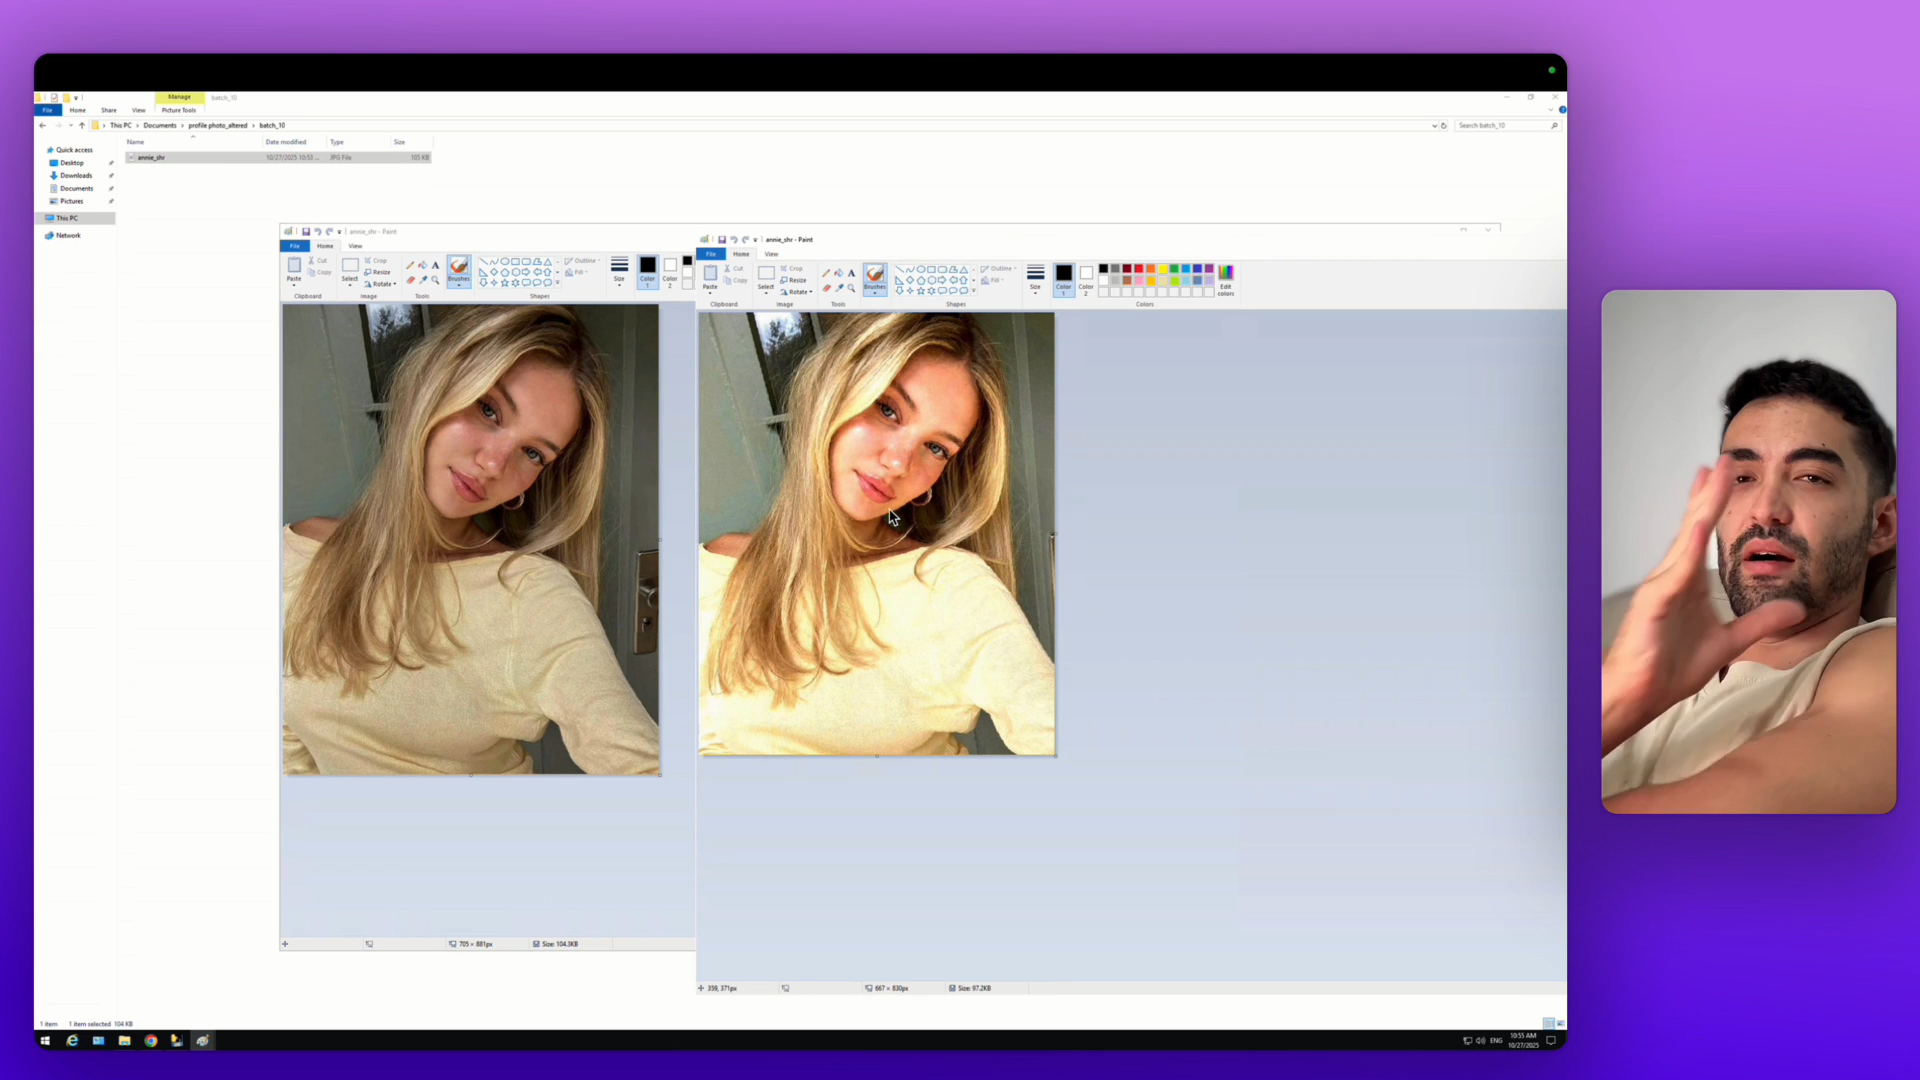 Manage
batch_10
File Home Share View Picture Tools
This PC Documents profile photo_altered batch_10
Search batch_10
Name Date modified Type Size
annie_shr 10/27/2025 10:53 ... JPG File 105 KB
Quick access
Desktop
Downloads
Documents
Pictures
This PC
Network
annie_shr - Paint
File Home View
Paste
Cut
Copy
Clipboard
Select
Crop
Resize
Rotate
Image
A
Tools
Brushes
Outline
Fill
Shapes
Size
Color
1
Color
2
705 × 881px
Size: 104.3KB
annie_shr - Paint
File Home View
Paste
Cut
Copy
Clipboard
Select
Crop
Resize
Rotate
Image
A
Tools
Brushes
Outline
Fill
Shapes
Size
Color
1
Color
2
Edit
colors
Colors
359, 371px
667 × 830px
Size: 97.2KB
1 item 1 item selected 104 KB
ENG
10:55 AM
10/27/2025